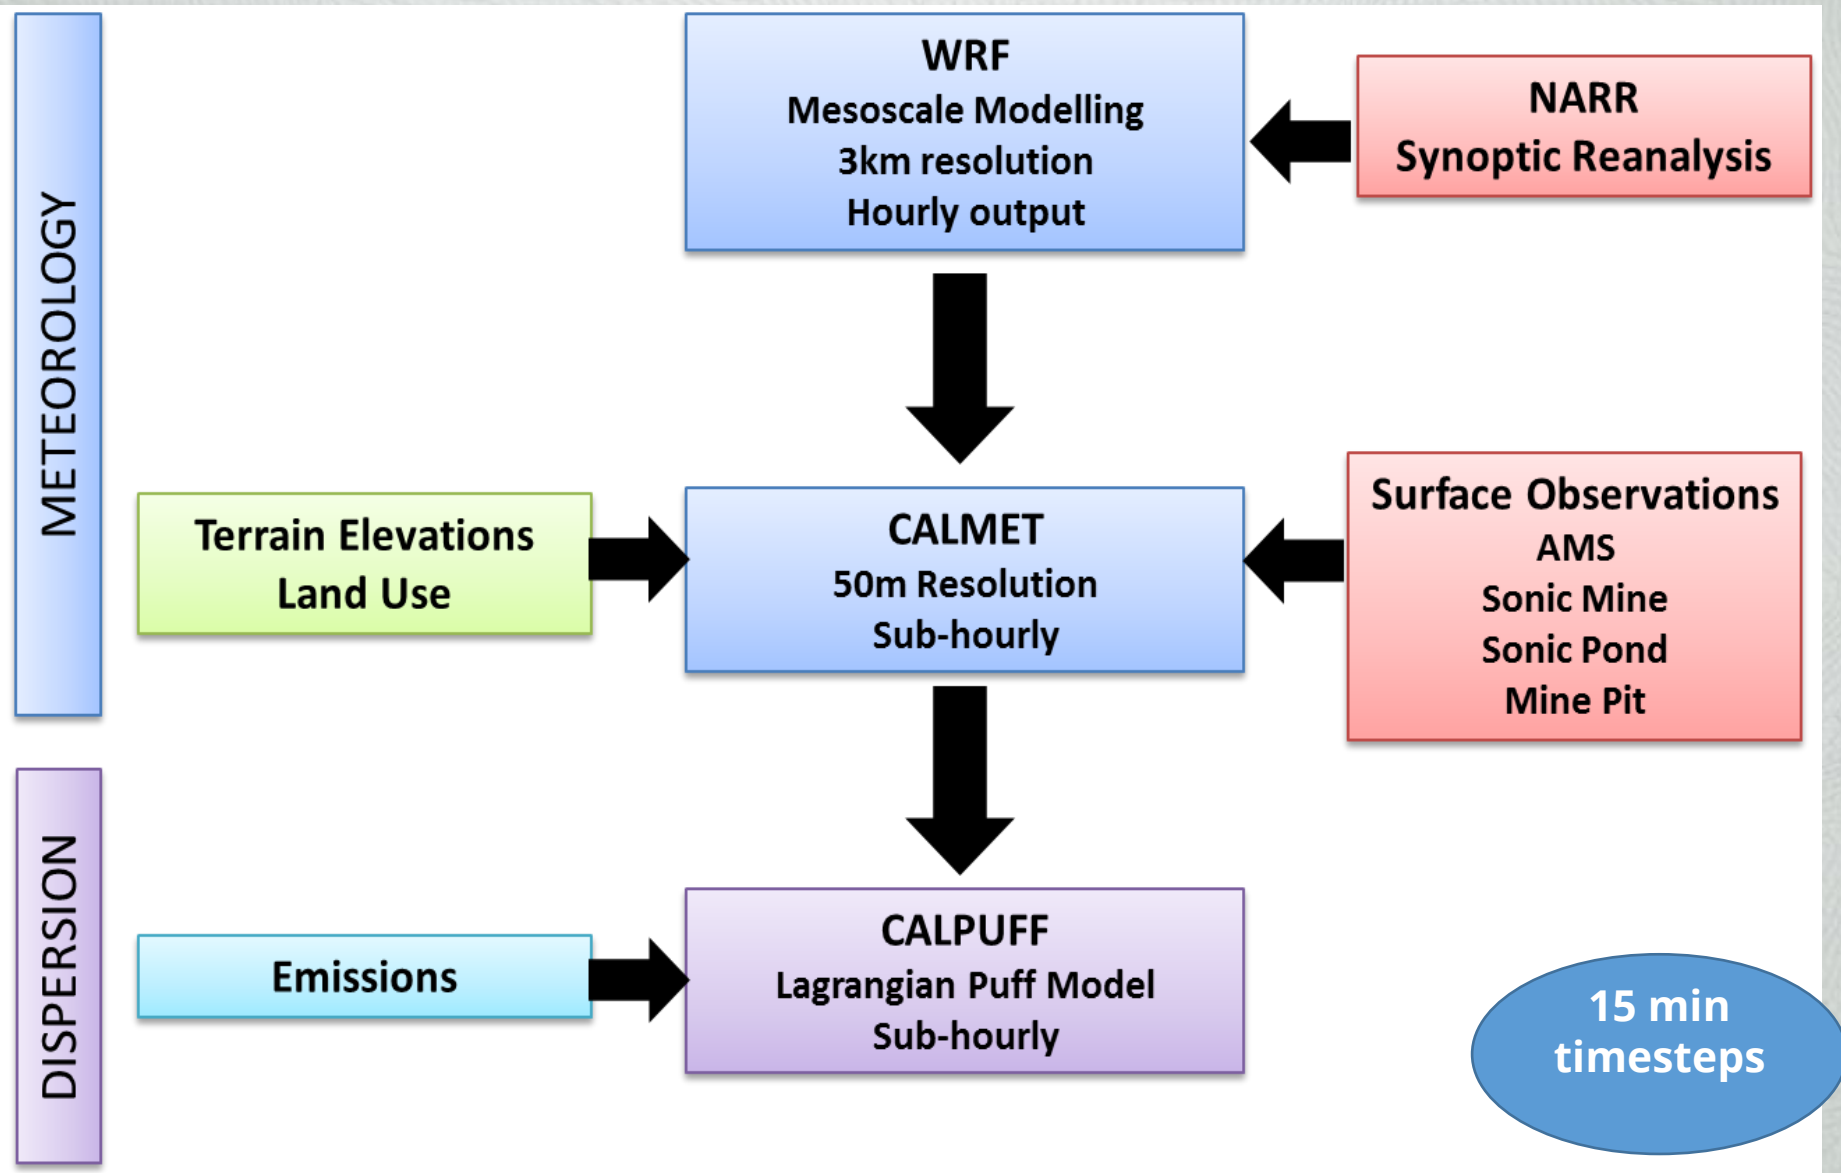 METEOROLOGY
WRF
Mesoscale Modelling
3km resolution
Hourly output
NARR
Synoptic Reanalysis
Terrain Elevations
Land Use
CALMET
50m Resolution
Sub-hourly
Surface Observations
AMS
Sonic Mine
Sonic Pond
Mine Pit
DISPERSION
Emissions
CALPUFF
Lagrangian Puff Model
Sub-hourly
15 min
timesteps